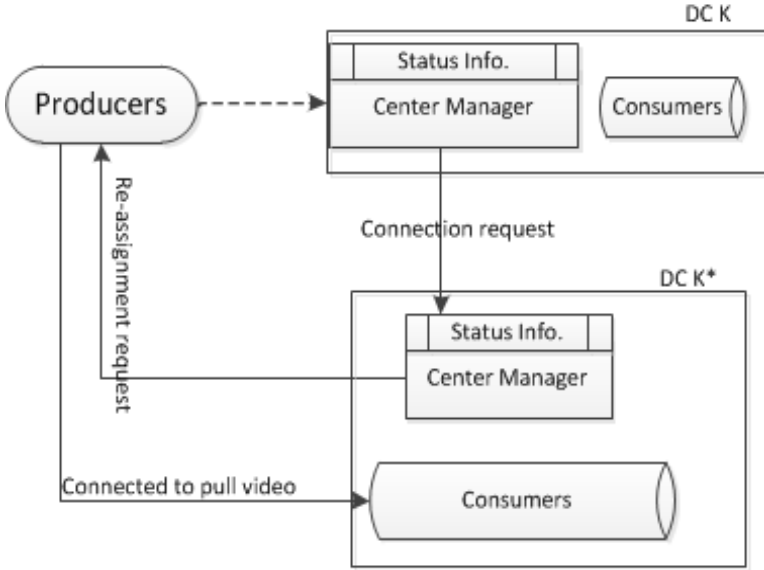 DC K
Status Info.
Center Manager
Consumers
Producers
Re-assignment request
Connection request
DC K*
Status Info.
Center Manager
Connected to pull video
Consumers